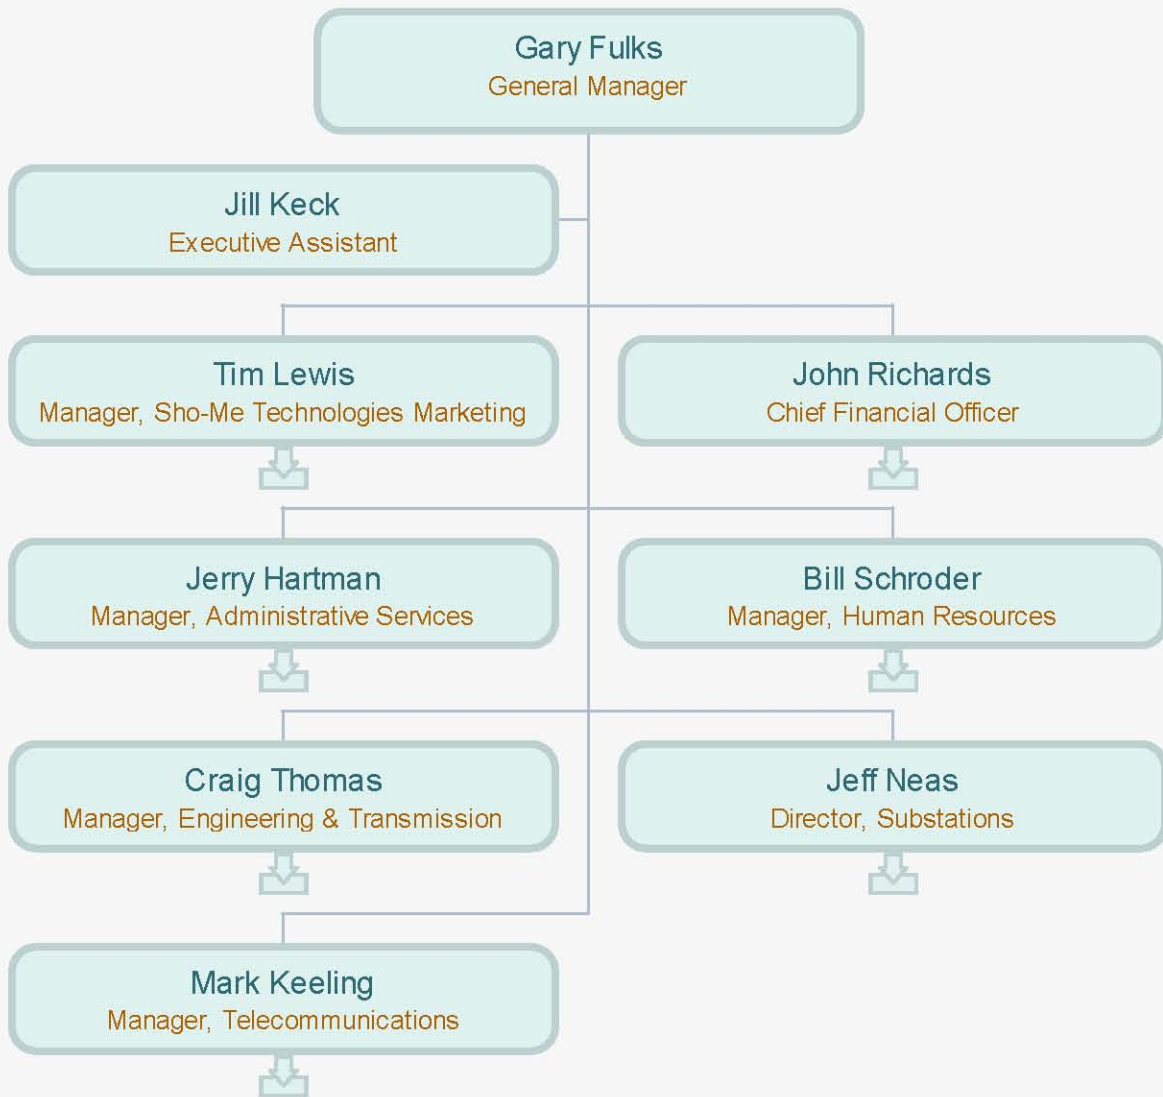 Gary Fulks
General Manager
Jill Keck
Executive Assistant
Tim Lewis
Manager, Sho-Me Technologies Marketing
John Richards
Chief Financial Officer
Jerry Hartman
Manager, Administrative Services
Bill Schroder
Manager, Human Resources
Craig Thomas
Manager, Engineering & Transmission
Jeff Neas
Director, Substations
Mark Keeling
Manager, Telecommunications